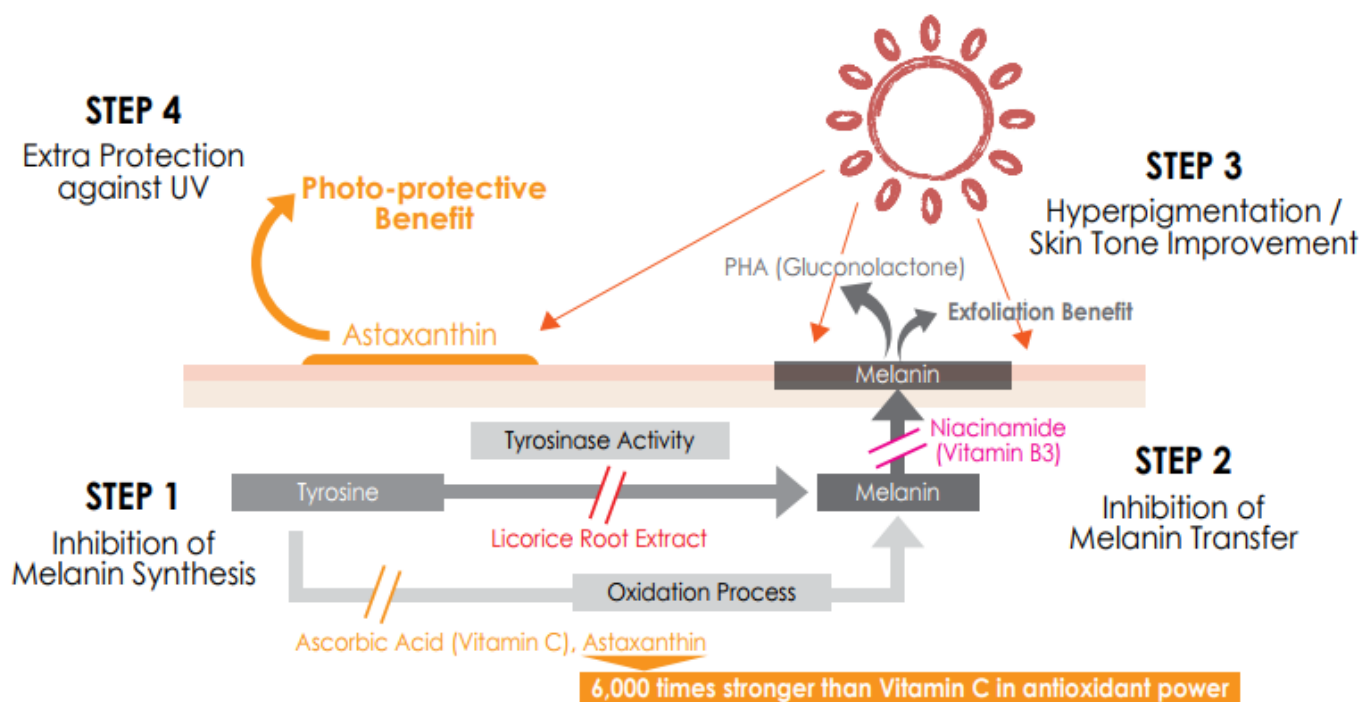 STEP 4
Extra Protection
against UV
Photo-protective
Benefit
Astaxanthin
STEP 3
Hyperpigmentation /
Skin Tone Improvement
PHA (Gluconolactone)
Exfoliation Benefit
Melanin
Niacinamide
(Vitamin B3)
STEP 2
Inhibition of
Melanin Transfer
STEP 1
Inhibition of
Melanin Synthesis
Tyrosinase Activity
Tyrosine
Melanin
Licorice Root Extract
Oxidation Process
Ascorbic Acid (Vitamin C), Astaxanthin
6,000 times stronger than Vitamin C in antioxidant power